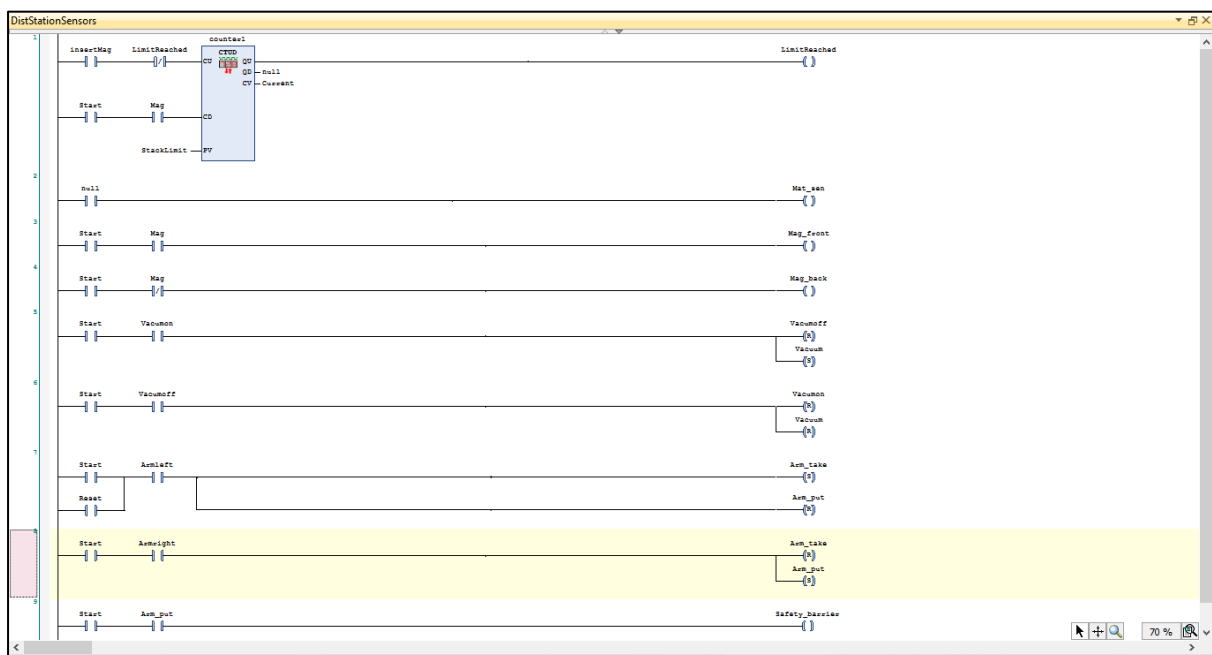 DistStationSensors
1
counter1
insertMag LimitReached CTUD LimitReached
CU QU
QD null
CV Current
Start Mag
CD
StackLimit PV
2
null Mat_sen
3
Start Mag Mag_front
4
Start Mag Mag_back
5
Start Vacumon Vacumoff
R
Vacuum
S
6
Start Vacumoff Vacumon
R
Vacuum
R
7
Start Armleft Arm_take
S
Reset Arm_put
R
8
Start Armright Arm_take
R
Arm_put
S
9
Start Arm_put Safety_barrier
70 %